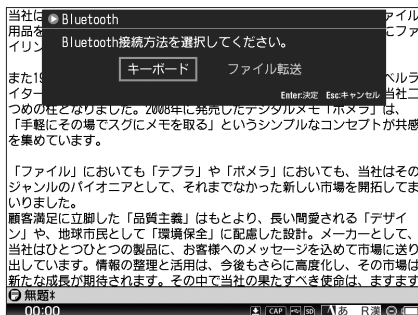 当社に
ァイル
用品を
にファ
イリン
Bluetooth
Bluetooth接続方法を選択してください。
キーボード ファイル転送
Enter:決定 Esc:キャンセル
また19
ベルラ
イター
当社二
つめの柱となりました。2008年に発売したデジタルメモ「ポメラ」は、
「手軽にその場でスグにメモを取る」というシンプルなコンセプトが共感
を集めています。
「ファイル」においても「テプラ」や「ポメラ」においても、当社はその
ジャンルのパイオニアとして、それまでなかった新しい市場を開拓してま
いりました。
顧客満足に立脚した「品質主義」はもとより、長い間愛される「デザイ
ン」や、地球市民として「環境保全」に配慮した設計。メーカーとして、
当社はひとつひとつの製品に、お客様へのメッセージを込めて市場に送り
出しています。情報の整理と活用は、今後もさらに高度化し、その市場は
新たな成長が期待されます。その中で当社の果たすべき使命は、ますます
無題‡
00:00 CAP SD あ R漢